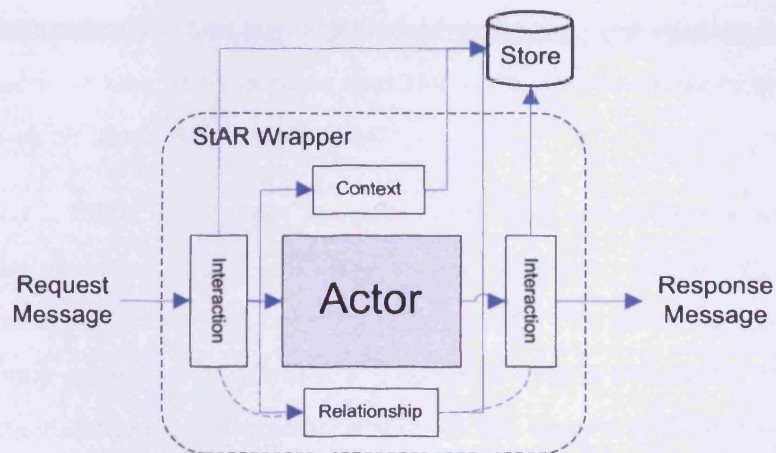 Store
StAR Wrapper
Context
Request
Message
Interaction
Actor
Interaction
Response
Message
Relationship